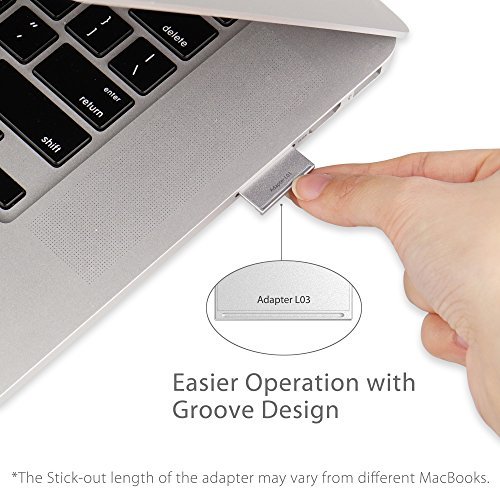 delete
enter
return
shift
Adapter L03
Adapter L03
Easier Operation with
Groove Design
*The Stick-out length of the adapter may vary from different MacBooks.